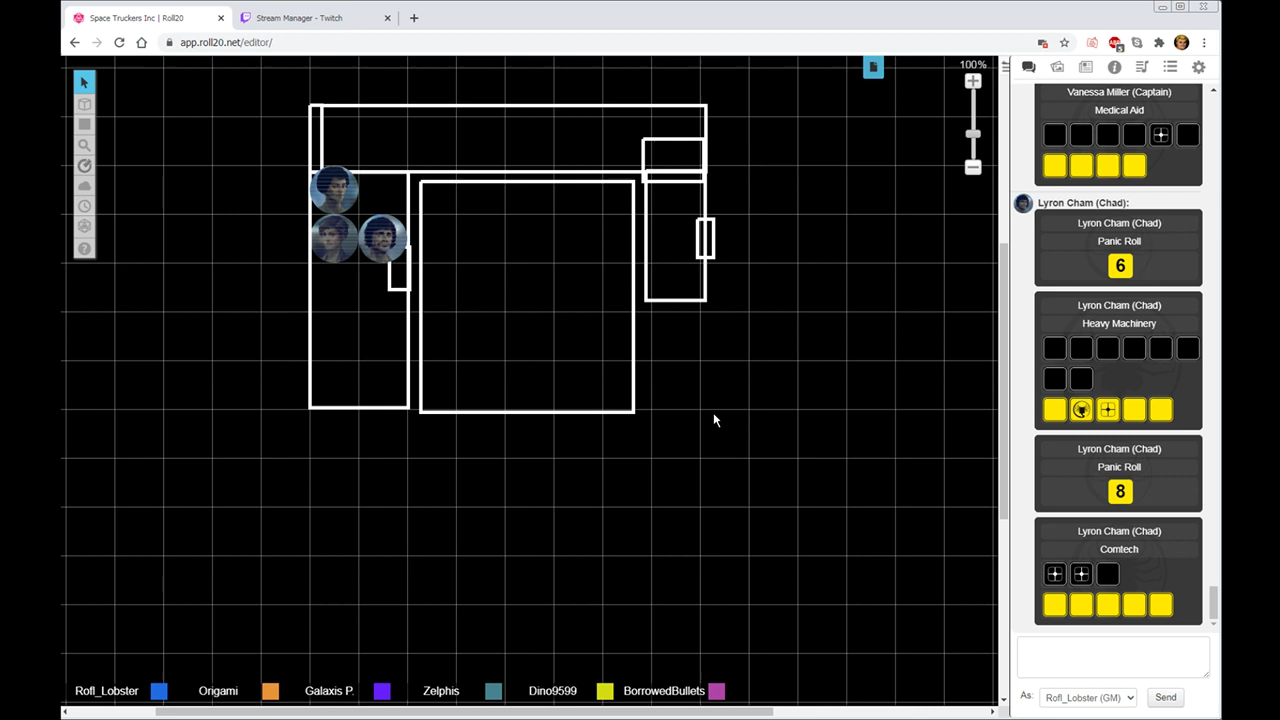 Space Truckers Inc | Roll20
Stream Manager - Twitch
app.roll20.net/editor/
100%
Vanessa Miller (Captain)
Medical Aid
Lyron Cham (Chad):
Lyron Cham (Chad)
Panic Roll
6
Lyron Cham (Chad)
Heavy Machinery
Lyron Cham (Chad)
Panic Roll
8
Lyron Cham (Chad)
Comtech
Rofl_Lobster
Origami
Galaxis P.
Zelphis
Dino9599
BorrowedBullets
As:
Rofl_Lobster (GM)
Send